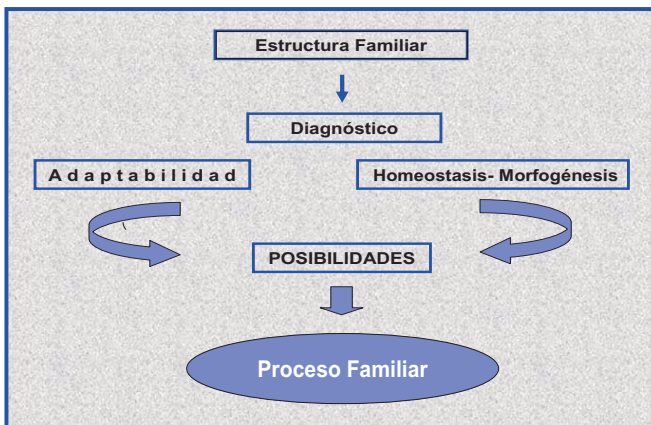 Estructura Familiar
Diagnóstico
A d a p t a b i l i d a d
Homeostasis- Morfogénesis
POSIBILIDADES
Proceso Familiar